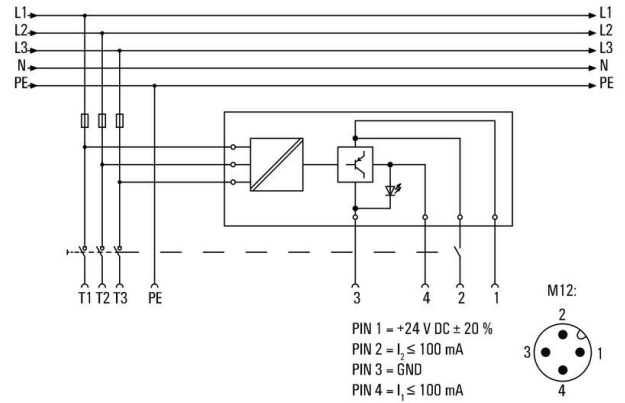 L1 L1
L2 L2
L3 L3
N N
PE PE
T1 T2 T3 PE 3 4 2 1
M12:
2
3 1
4
PIN 1 = +24 V DC ± 20 %
PIN 2 = I₂ ≤ 100 mA
PIN 3 = GND
PIN 4 = I₁ ≤ 100 mA